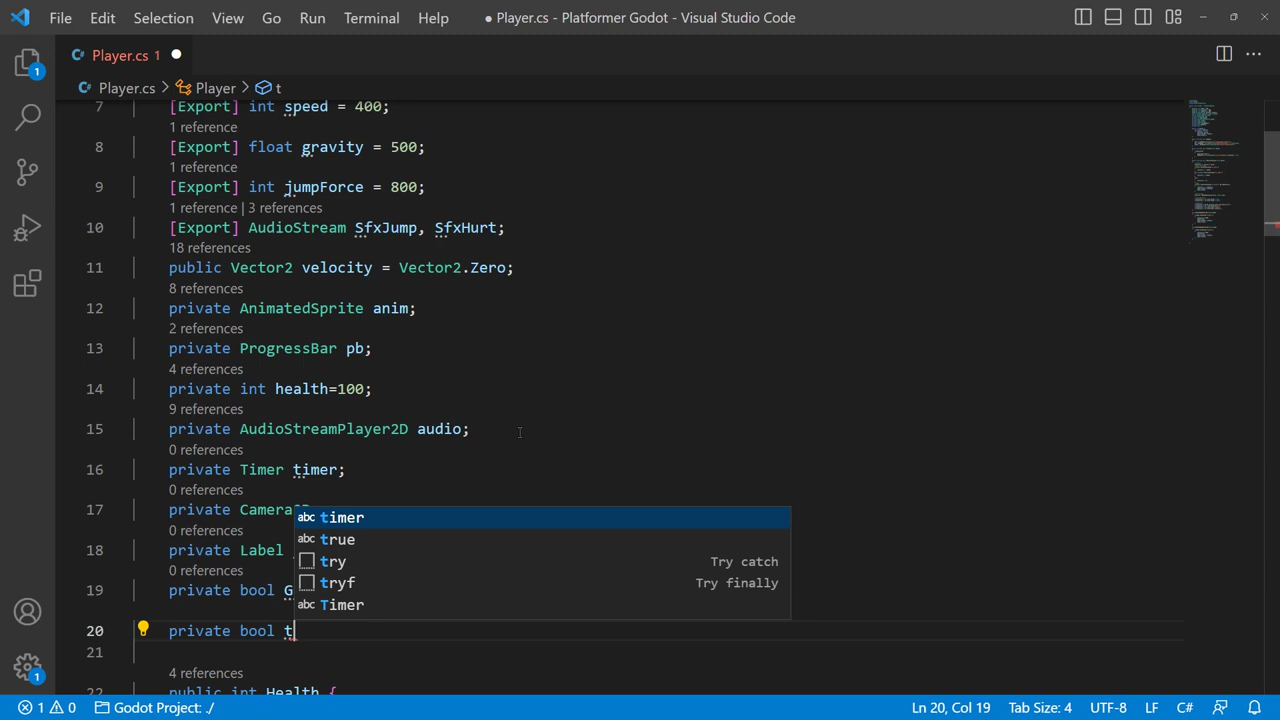 File Edit Selection View Go Run Terminal Help ● Player.cs - Platformer Godot - Visual Studio Code
Player.cs 1
Player.cs > Player > t
7 [Export] int speed = 400;
1 reference
8 [Export] float gravity = 500;
1 reference
9 [Export] int jumpForce = 800;
1 reference | 3 references
10 [Export] AudioStream SfxJump, SfxHurt;
18 references
11 public Vector2 velocity = Vector2.Zero;
8 references
12 private AnimatedSprite anim;
2 references
13 private ProgressBar pb;
4 references
14 private int health=100;
9 references
15 private AudioStreamPlayer2D audio;
0 references
16 private Timer timer;
0 references
17 private Camera
abc timer
0 references
abc true
18 private Label
try Try catch
0 references
tryf Try finally
19 private bool G
abc Timer
20 private bool t
21
4 references
22 public int Health {
1 0 Godot Project: ./ Ln 20, Col 19 Tab Size: 4 UTF-8 LF C#